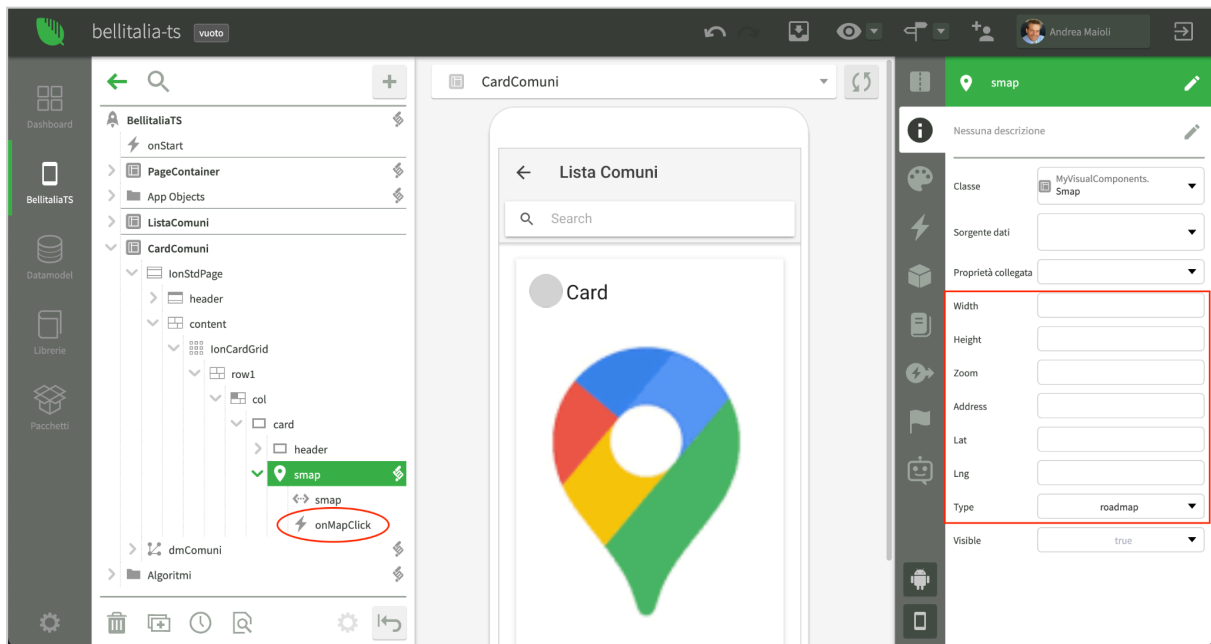 bellitalia-ts vuoto
Andrea Maioli
Dashboard
BellitaliaTS
Datamodel
Librerie
Pacchetti
BellitaliaTS
onStart
PageContainer
App Objects
ListaComuni
CardComuni
IonStdPage
header
content
IonCardGrid
row1
col
card
header
smap
smap
onMapClick
dmComuni
Algoritmi
CardComuni
Lista Comuni
Search
Card
smap
Nessuna descrizione
Classe MyVisualComponents.
Smap
Sorgente dati
Proprietà collegata
Width
Height
Zoom
Address
Lat
Lng
Type roadmap
Visible true